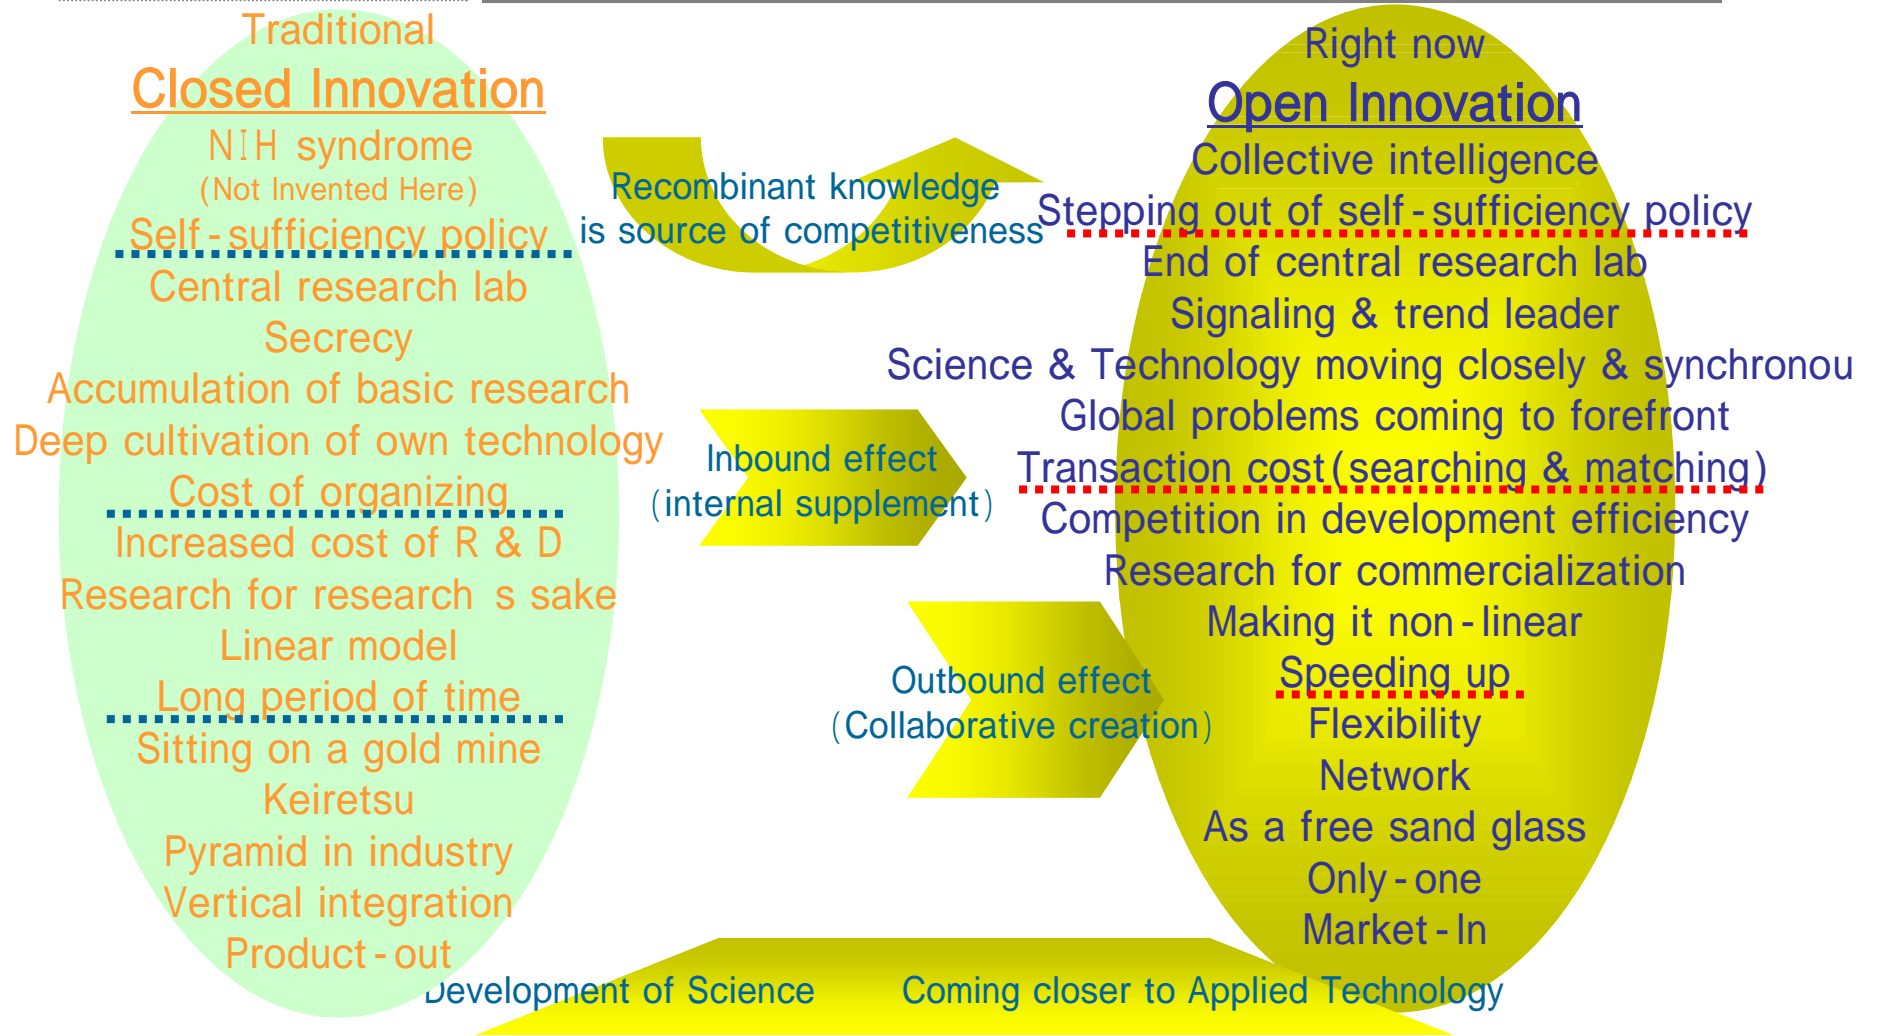 Traditional
Closed Innovation
NIH syndrome
(Not Invented Here)
Self-sufficiency policy
Central research lab
Secrecy
Accumulation of basic research
Deep cultivation of own technology
Cost of organizing
Increased cost of R & D
Research for research s sake
Linear model
Long period of time
Sitting on a gold mine
Keiretsu
Pyramid in industry
Vertical integration
Product-out
Recombinant knowledge
is source of competitiveness
Inbound effect
(internal supplement)
Outbound effect
(Collaborative creation)
Right now
Open Innovation
Collective intelligence
Stepping out of self-sufficiency policy
End of central research lab
Signaling & trend leader
Science & Technology moving closely & synchronou
Global problems coming to forefront
Transaction cost(searching & matching)
Competition in development efficiency
Research for commercialization
Making it non-linear
Speeding up
Flexibility
Network
As a free sand glass
Only-one
Market-In
Development of Science Coming closer to Applied Technology